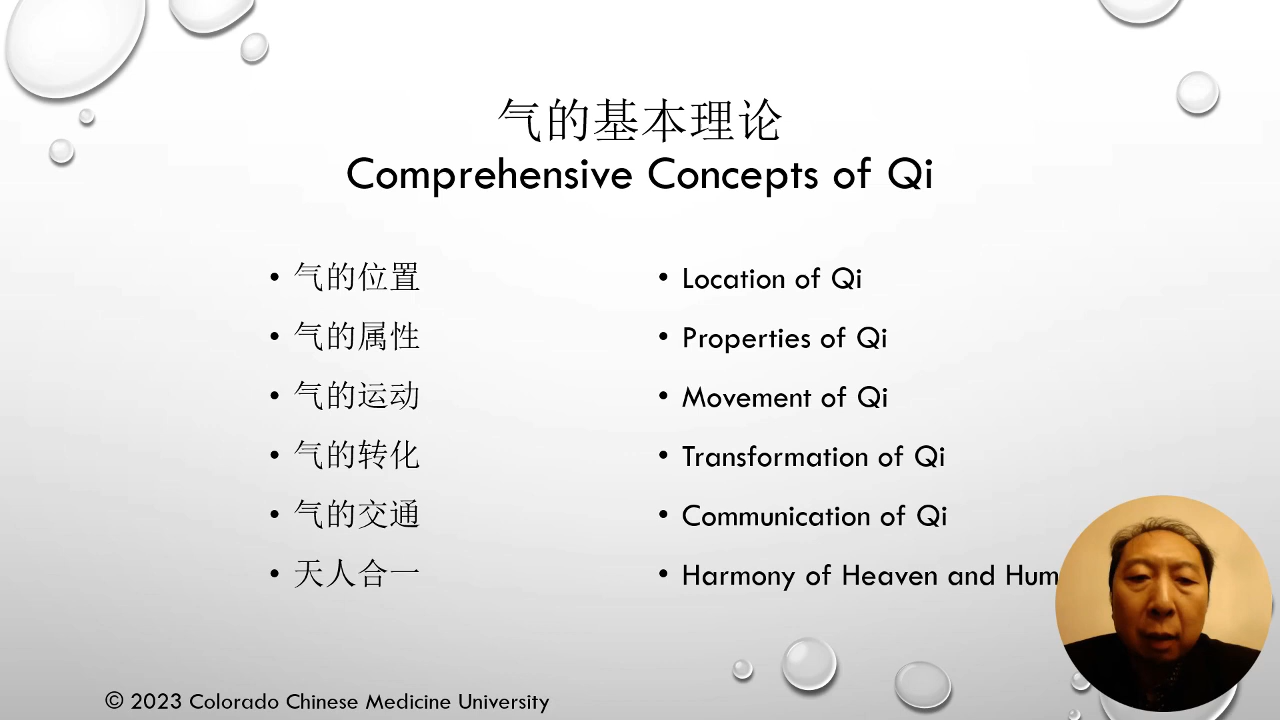 气的基本理论
Comprehensive Concepts of Qi
• 气的位置
• 气的属性
• 气的运动
• 气的转化
• 气的交通
• 天人合一
• Location of Qi
• Properties of Qi
• Movement of Qi
• Transformation of Qi
• Communication of Qi
• Harmony of Heaven and
© 2023 Colorado Chinese Medicine University